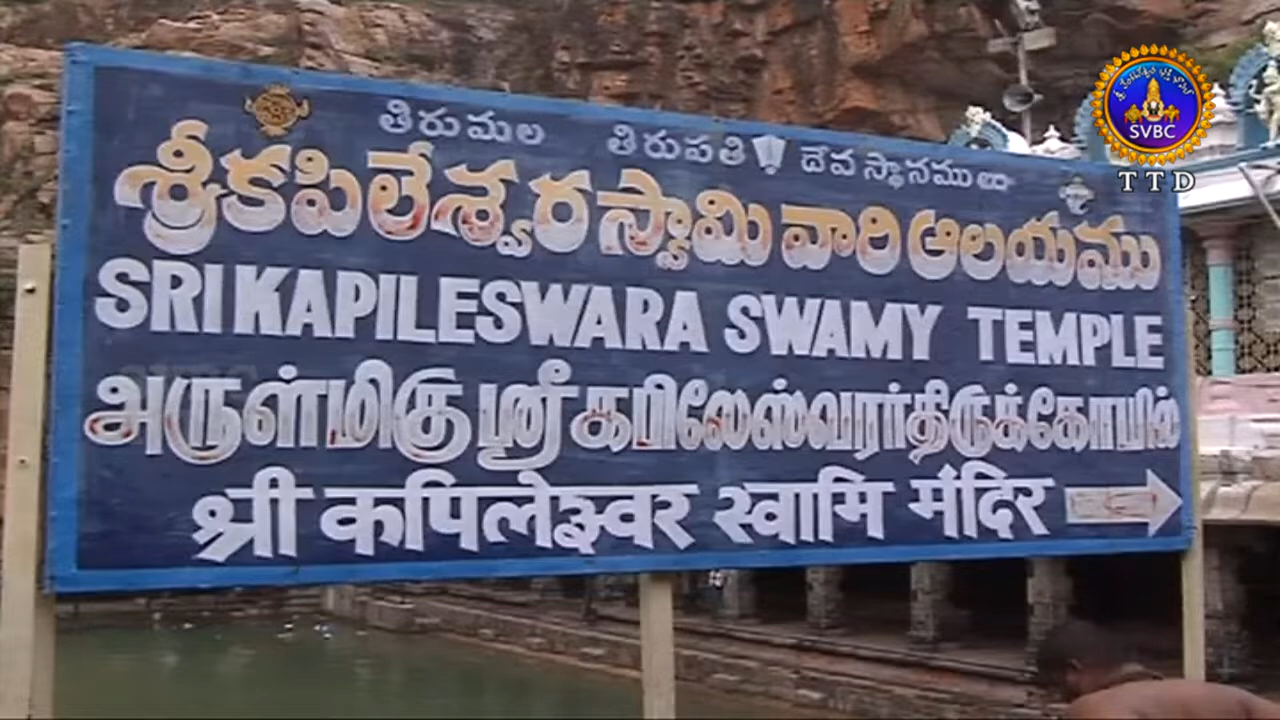 తిరుమల తిరుపతి దేవస్థానములు
శ్రీకపిలేశ్వరస్వామి వారి ఆలయము
SRI KAPILESWARA SWAMY TEMPLE
அருள்மிகு ஸ்ரீ கபிலேஸ்வரர் திருக்கோயில்
श्री कपिलेश्वर स्वामि मंदिर
SVBC
TTD